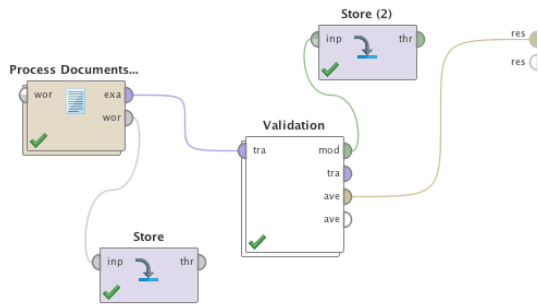 Store (2)
inp thr
res
res
Process Documents...
wor exa
wor
Validation
tra mod
tra
ave
ave
Store
inp thr